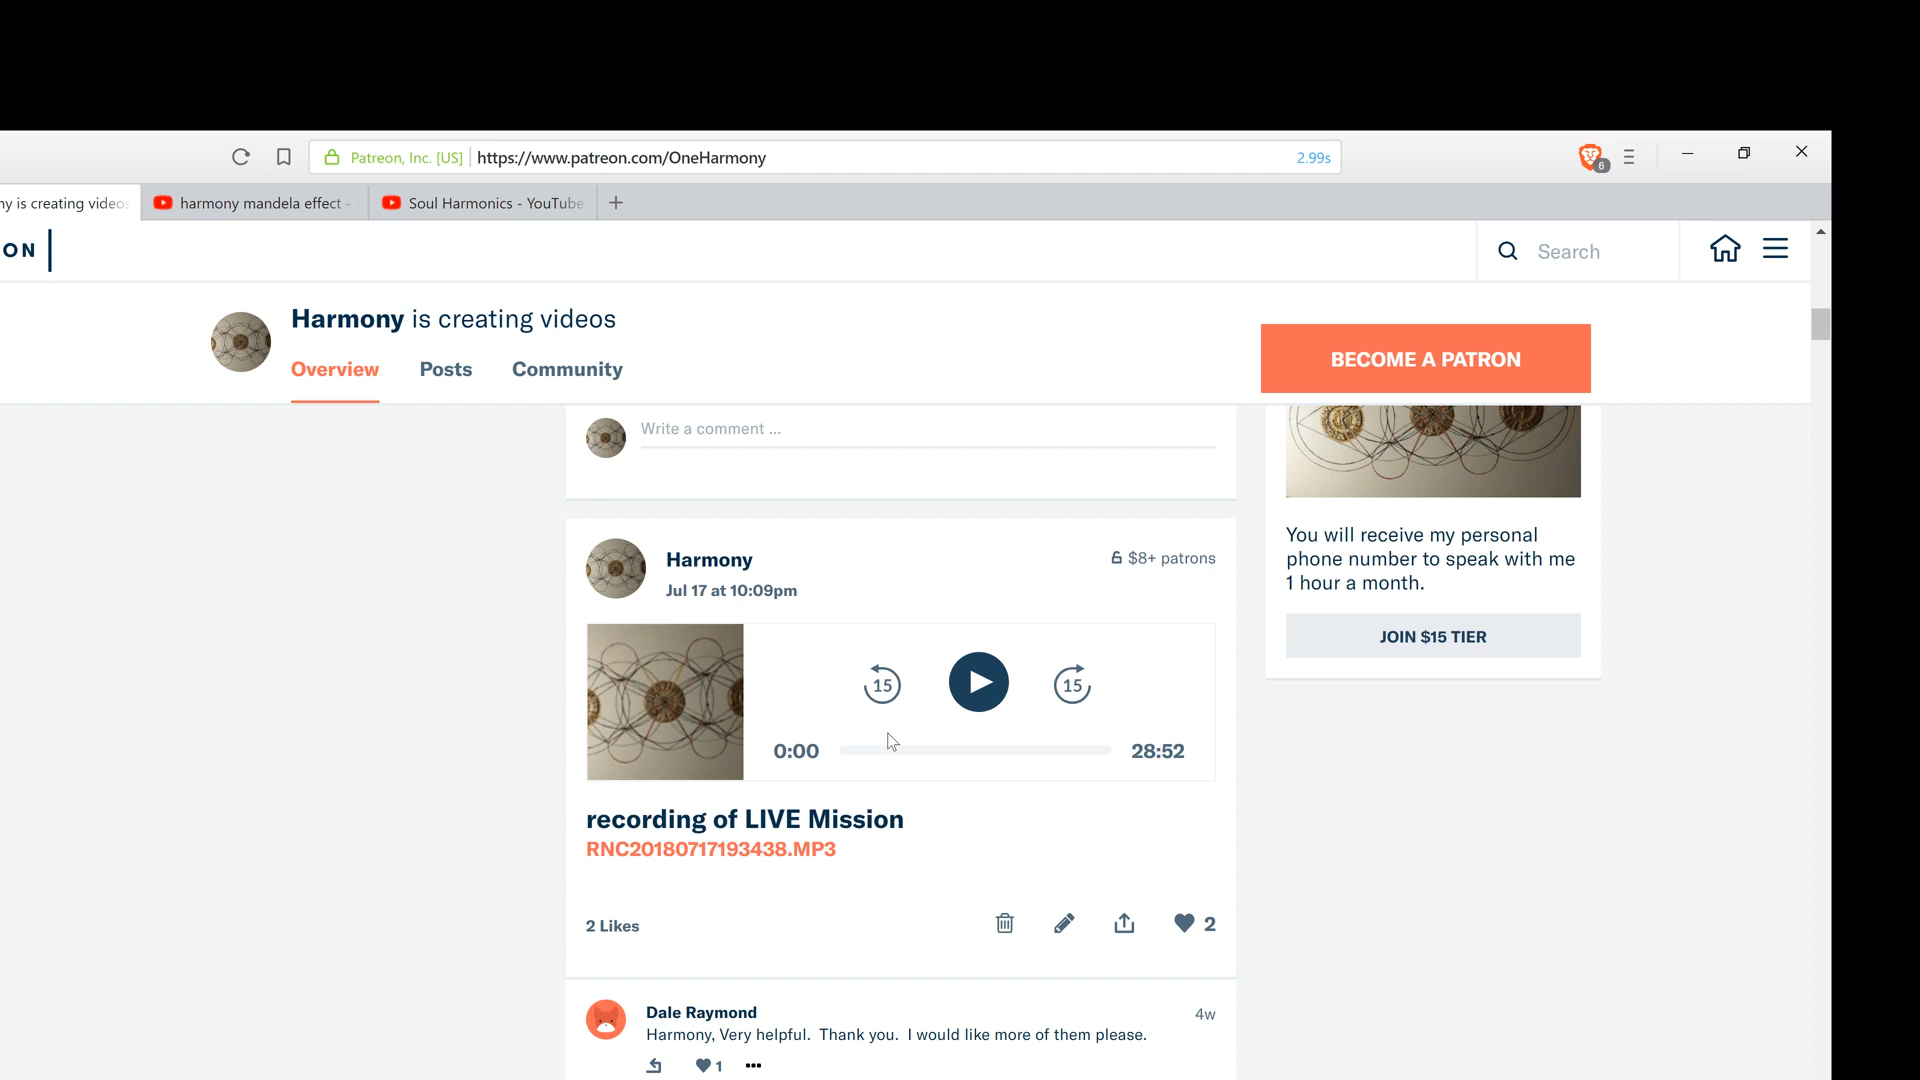 Patreon, Inc. [US] https://www.patreon.com/OneHarmony 2.99s
6
ny is creating videos
harmony mandela effect -
Soul Harmonics - YouTube
ON
Search
Harmony is creating videos
Overview Posts Community
BECOME A PATRON
Write a comment ...
Harmony
Jul 17 at 10:09pm
$8+ patrons
15 15
0:00 28:52
recording of LIVE Mission
RNC20180717193438.MP3
2 Likes
2
You will receive my personal
phone number to speak with me
1 hour a month.
JOIN $15 TIER
Dale Raymond
4w
Harmony, Very helpful. Thank you. I would like more of them please.
1